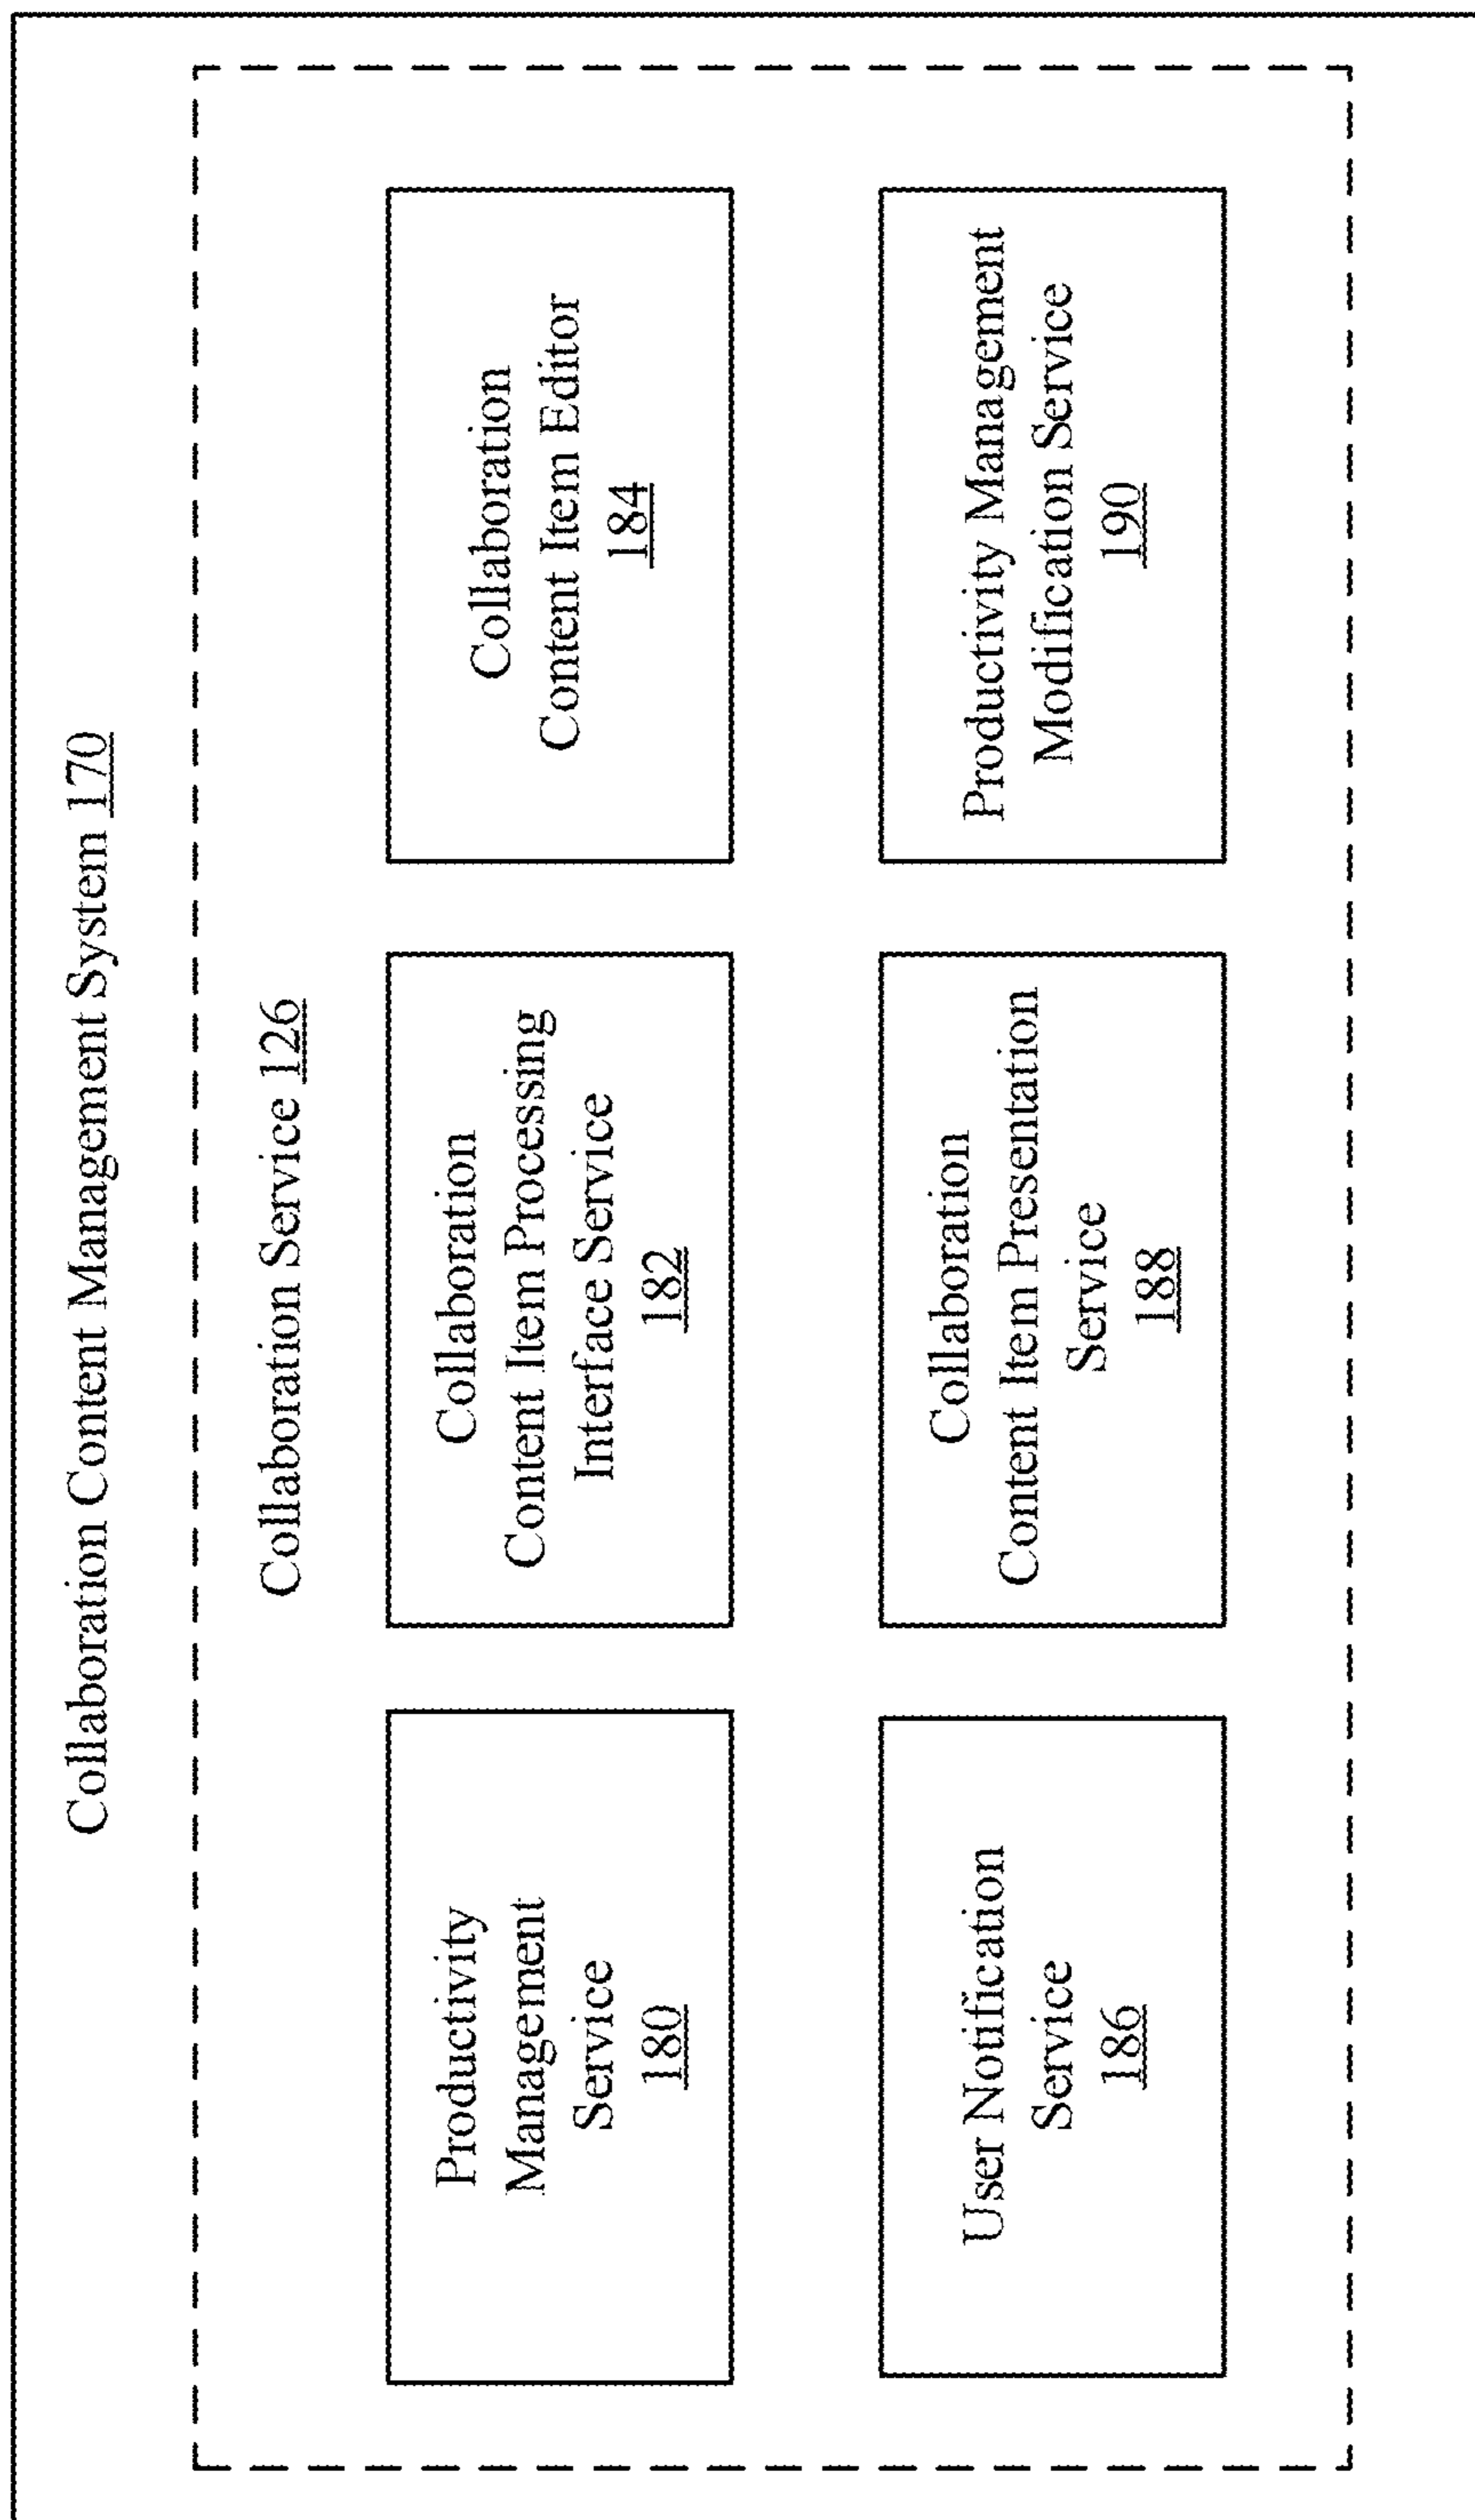 Collaboration Content Management System 170
Collaboration Service 126
Productivity
Management
Service
180
Collaboration
Content Item Processing
Interface Service
182
Collaboration
Content Item Editor
184
User Notification
Service
186
Collaboration
Content Item Presentation
Service
188
Productivity Management
Modification Service
190